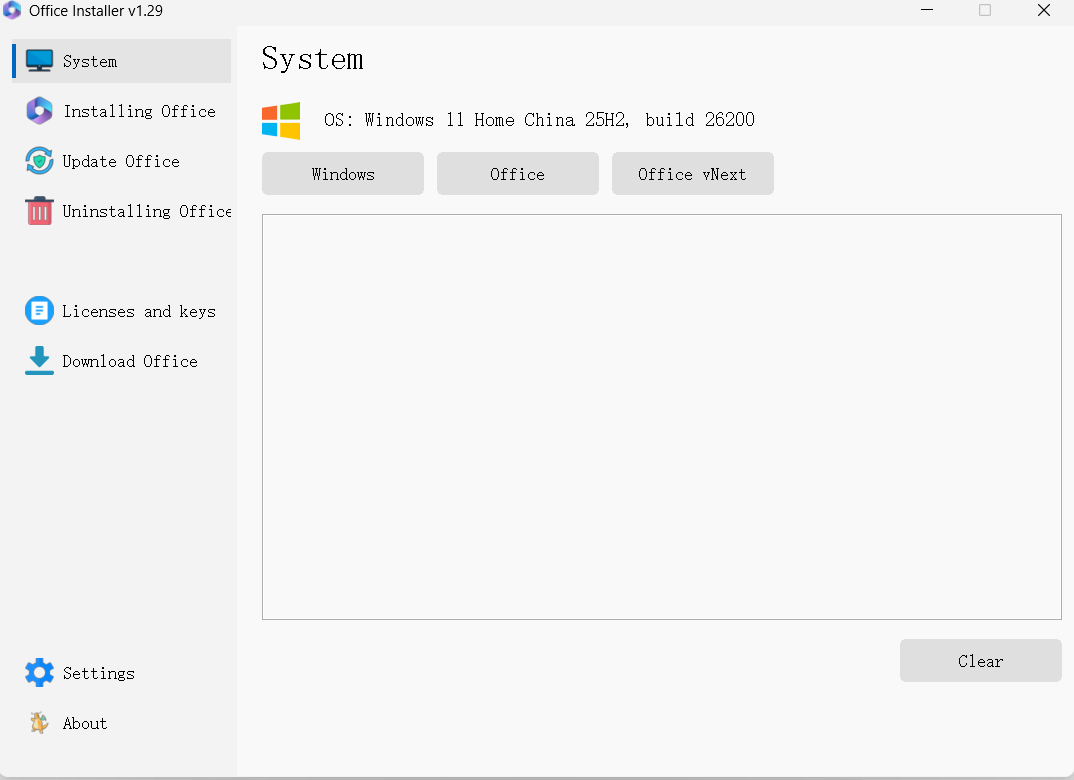 Office Installer v1.29
System
Installing Office
Update Office
Uninstalling Office
Licenses and keys
Download Office
Settings
About
System
OS: Windows 11 Home China 25H2, build 26200
Windows
Office
Office vNext
Clear